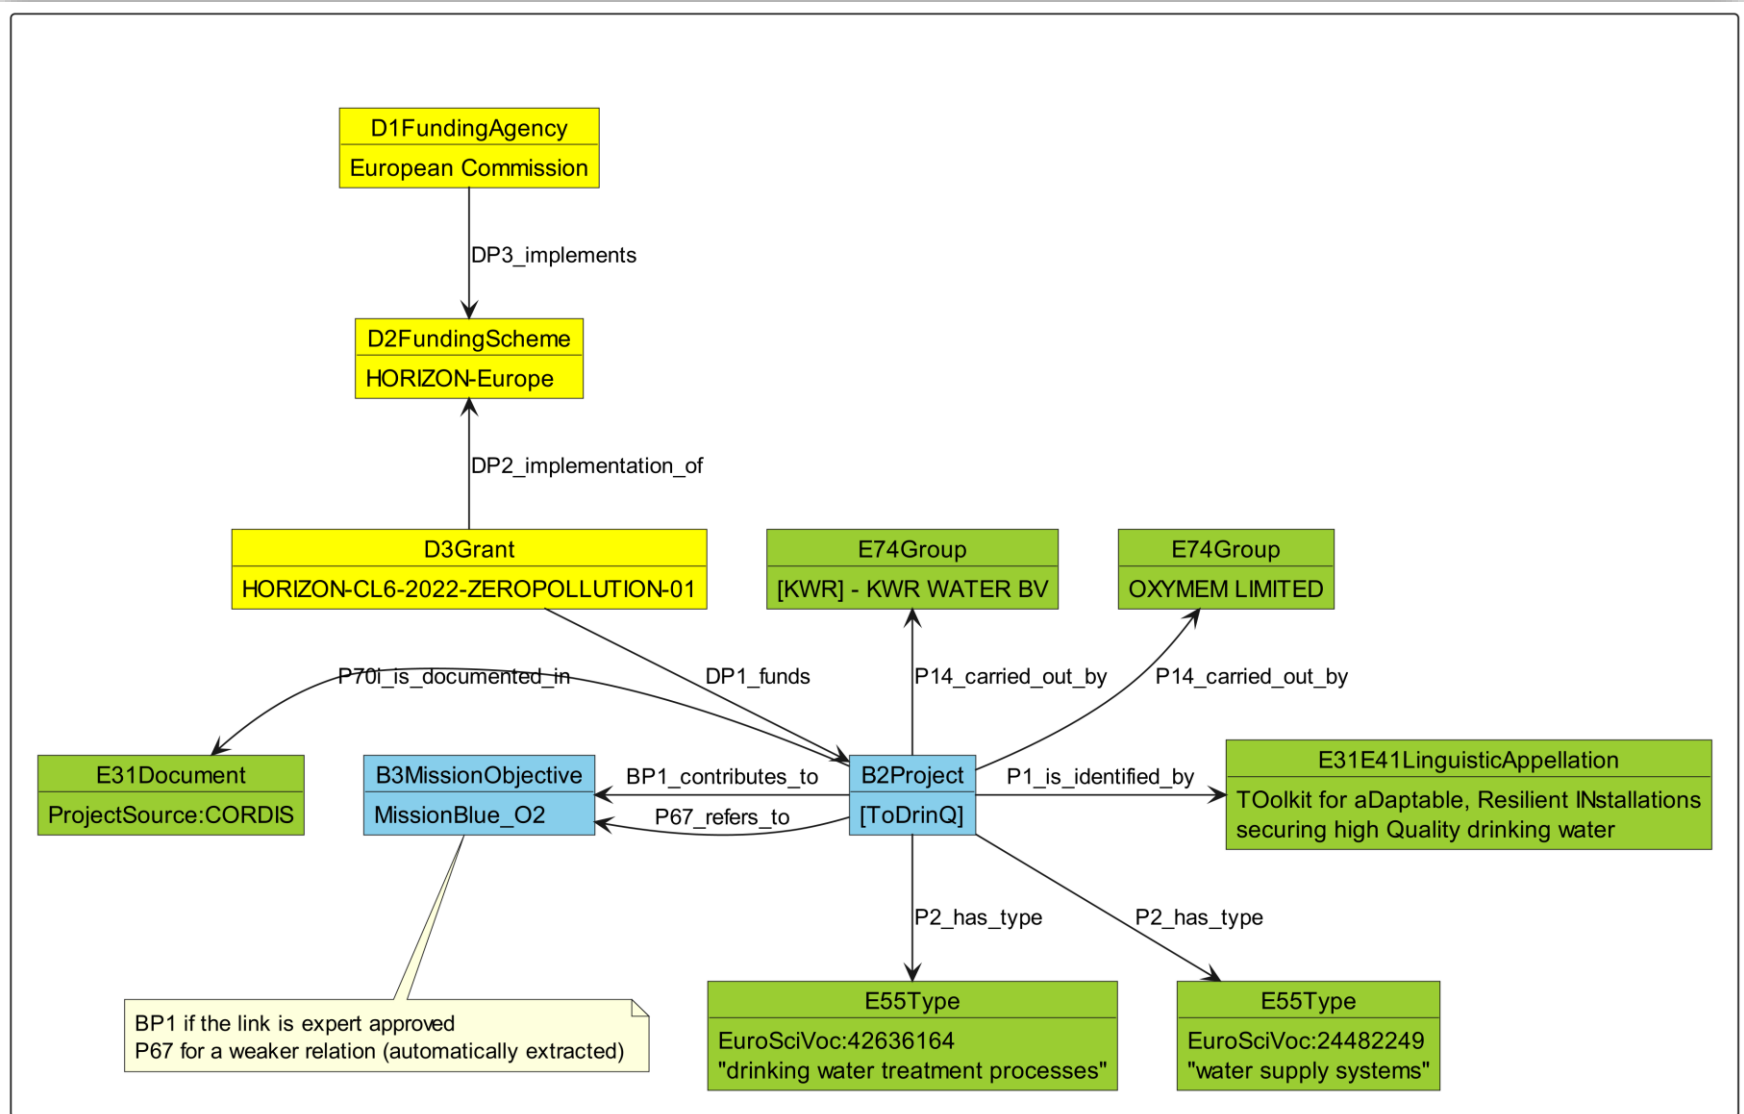 D1FundingAgency
European Commission
DP3_implements
D2FundingScheme
HORIZON-Europe
DP2_implementation_of
D3Grant
HORIZON-CL6-2022-ZEROPOLLUTION-01
E74Group
[KWR] - KWR WATER BV
E74Group
OXYMEM LIMITED
P70i_is_documented_in
DP1_funds
P14_carried_out_by
P14_carried_out_by
E31Document
ProjectSource:CORDIS
B3MissionObjective
MissionBlue_O2
BP1_contributes_to
P67_refers_to
B2Project
[ToDrinQ]
P1_is_identified_by
E31E41LinguisticAppellation
TOolkit for aDaptable, Resilient INstallations
securing high Quality drinking water
P2_has_type
P2_has_type
BP1 if the link is expert approved
P67 for a weaker relation (automatically extracted)
E55Type
EuroSciVoc:42636164
"drinking water treatment processes"
E55Type
EuroSciVoc:24482249
"water supply systems"